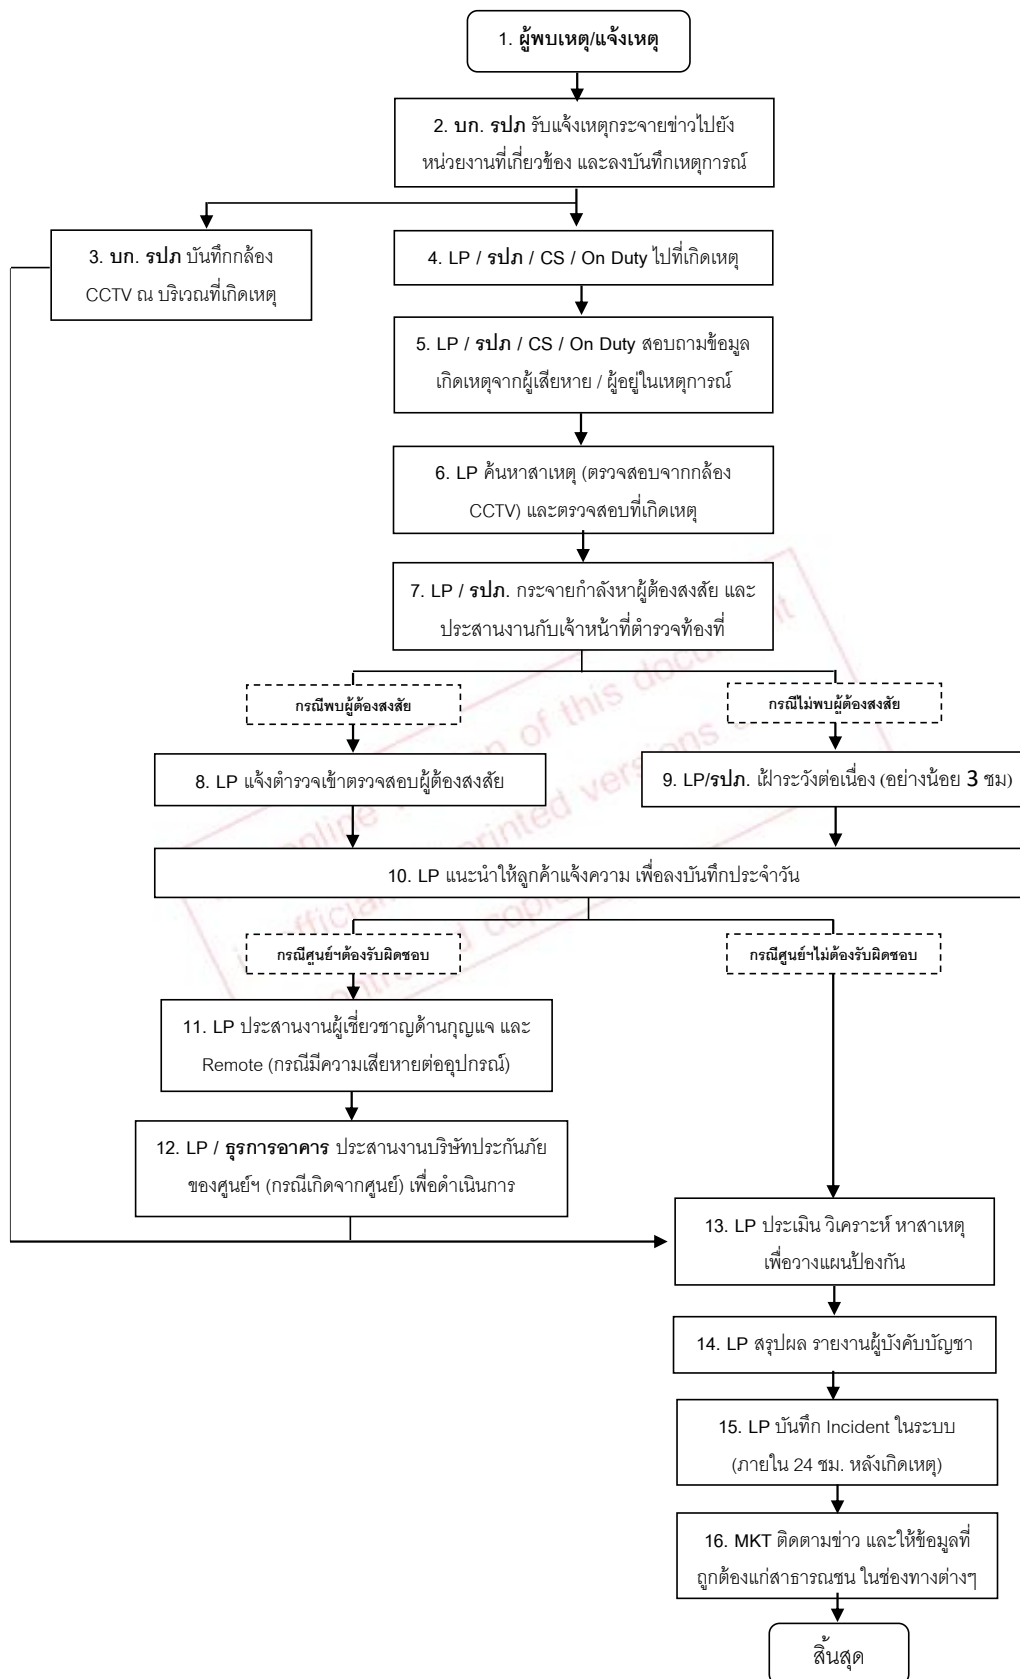 1. ผู้พบเหตุ/แจ้งเหตุ
2. บก. รปภ รับแจ้งเหตุกระจายข่าวไปยัง
หน่วยงานที่เกี่ยวข้อง และลงบันทึกเหตุการณ์
3. บก. รปภ บันทึกกล้อง
CCTV ณ บริเวณที่เกิดเหตุ
4. LP / รปภ / CS / On Duty ไปที่เกิดเหตุ
5. LP / รปภ / CS / On Duty สอบถามข้อมูล
เกิดเหตุจากผู้เสียหาย / ผู้อยู่ในเหตุการณ์
6. LP ค้นหาสาเหตุ (ตรวจสอบจากกล้อง
CCTV) และตรวจสอบที่เกิดเหตุ
7. LP / รปภ. กระจายกำลังหาผู้ต้องสงสัย และ
ประสานงานกับเจ้าหน้าที่ตำรวจท้องที่
กรณีพบผู้ต้องสงสัย
กรณีไม่พบผู้ต้องสงสัย
8. LP แจ้งตำรวจเข้าตรวจสอบผู้ต้องสงสัย
9. LP/รปภ. เฝ้าระวังต่อเนื่อง (อย่างน้อย 3 ชม)
10. LP แนะนำให้ลูกค้าแจ้งความ เพื่อลงบันทึกประจำวัน
กรณีศูนย์ฯต้องรับผิดชอบ
กรณีศูนย์ฯไม่ต้องรับผิดชอบ
11. LP ประสานงานผู้เชี่ยวชาญด้านกุญแจ และ
Remote (กรณีมีความเสียหายต่ออุปกรณ์)
12. LP / ธุรการอาคาร ประสานงานบริษัทประกันภัย
ของศูนย์ฯ (กรณีเกิดจากศูนย์) เพื่อดำเนินการ
13. LP ประเมิน วิเคราะห์ หาสาเหตุ
เพื่อวางแผนป้องกัน
14. LP สรุปผล รายงานผู้บังคับบัญชา
15. LP บันทึก Incident ในระบบ
(ภายใน 24 ชม. หลังเกิดเหตุ)
16. MKT ติดตามข่าว และให้ข้อมูลที่
ถูกต้องแก่สาธารณชน ในช่องทางต่างๆ
สิ้นสุด